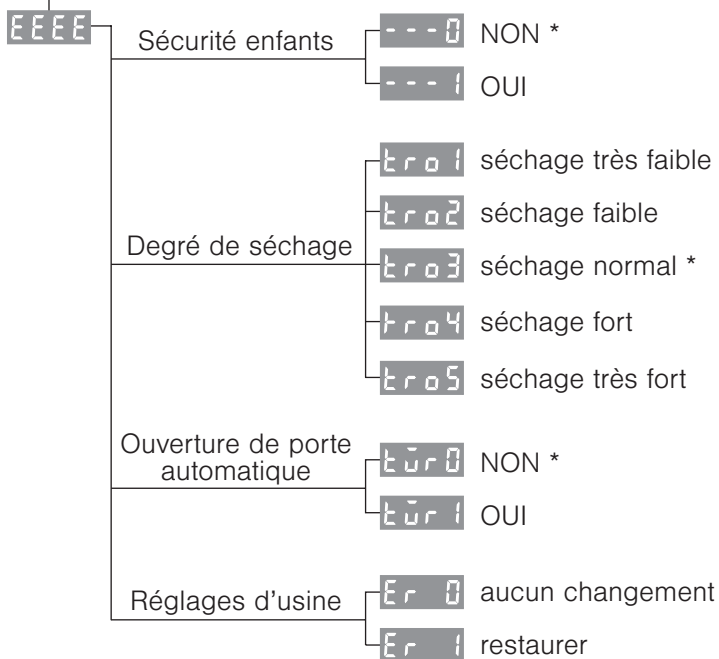 EEEE
Sécurité enfants
---0 NON *
---1 OUI
Degré de séchage
tro1 séchage très faible
tro2 séchage faible
tro3 séchage normal *
tro4 séchage fort
tro5 séchage très fort
Ouverture de porte
automatique
tür0 NON *
tür1 OUI
Réglages d'usine
Er 0 aucun changement
Er 1 restaurer